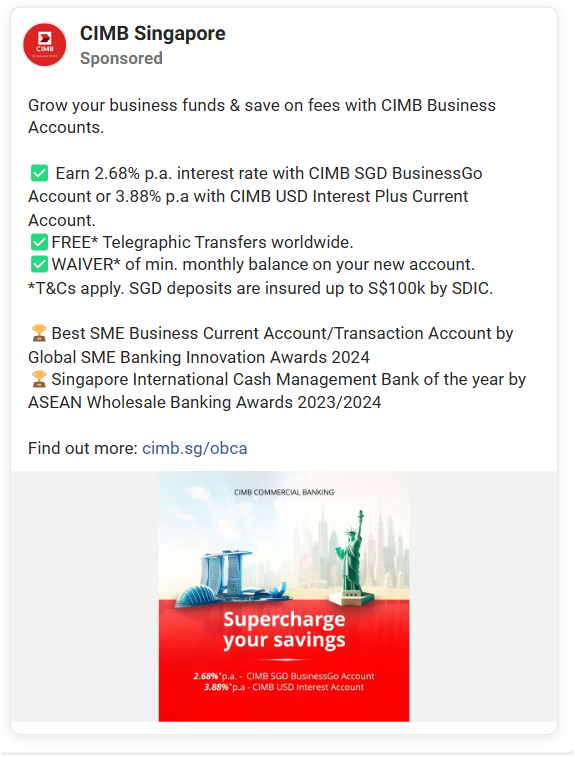 CIMB Singapore
Sponsored
CIMB
SINGAPORE
Grow your business funds & save on fees with CIMB Business
Accounts.
✅ Earn 2.68% p.a. interest rate with CIMB SGD BusinessGo
Account or 3.88% p.a with CIMB USD Interest Plus Current
Account.
✅FREE* Telegraphic Transfers worldwide.
✅WAIVER* of min. monthly balance on your new account.
*T&Cs apply. SGD deposits are insured up to S$100k by SDIC.
🏆Best SME Business Current Account/Transaction Account by
Global SME Banking Innovation Awards 2024
🏆Singapore International Cash Management Bank of the year by
ASEAN Wholesale Banking Awards 2023/2024
Find out more: cimb.sg/obca
CIMB COMMERCIAL BANKING
Supercharge
your savings
2.68%*p.a. - CIMB SGD BusinessGo Account
3.88%*p.a - CIMB USD Interest Account